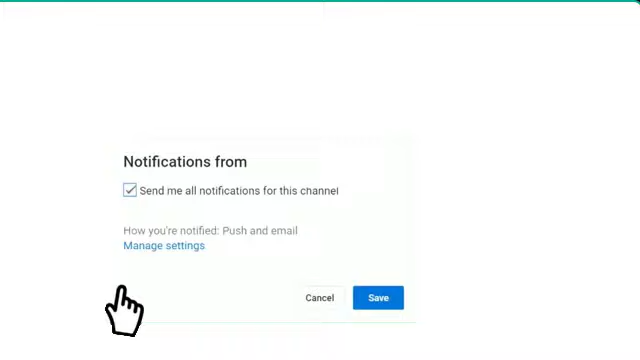 Notifications from
Send me all notifications for this channel
How you're notified: Push and email
Manage settings
Cancel
Save